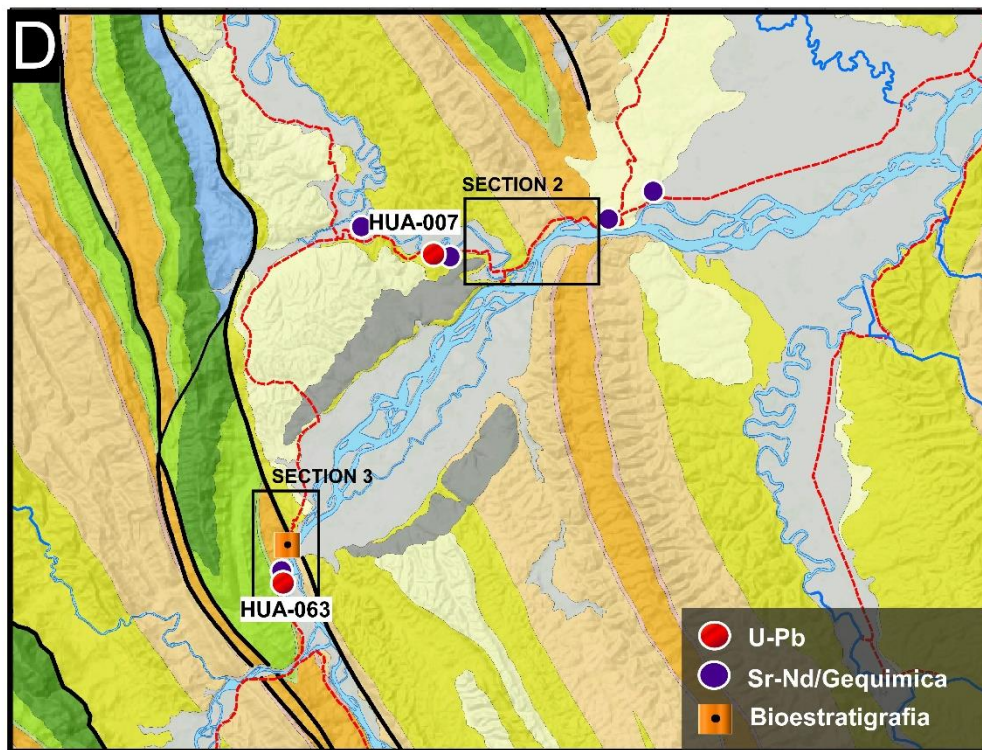 D
SECTION 2
HUA-007
SECTION 3
HUA-063
U-Pb
Sr-Nd/Gequimica
Bioestratigrafia